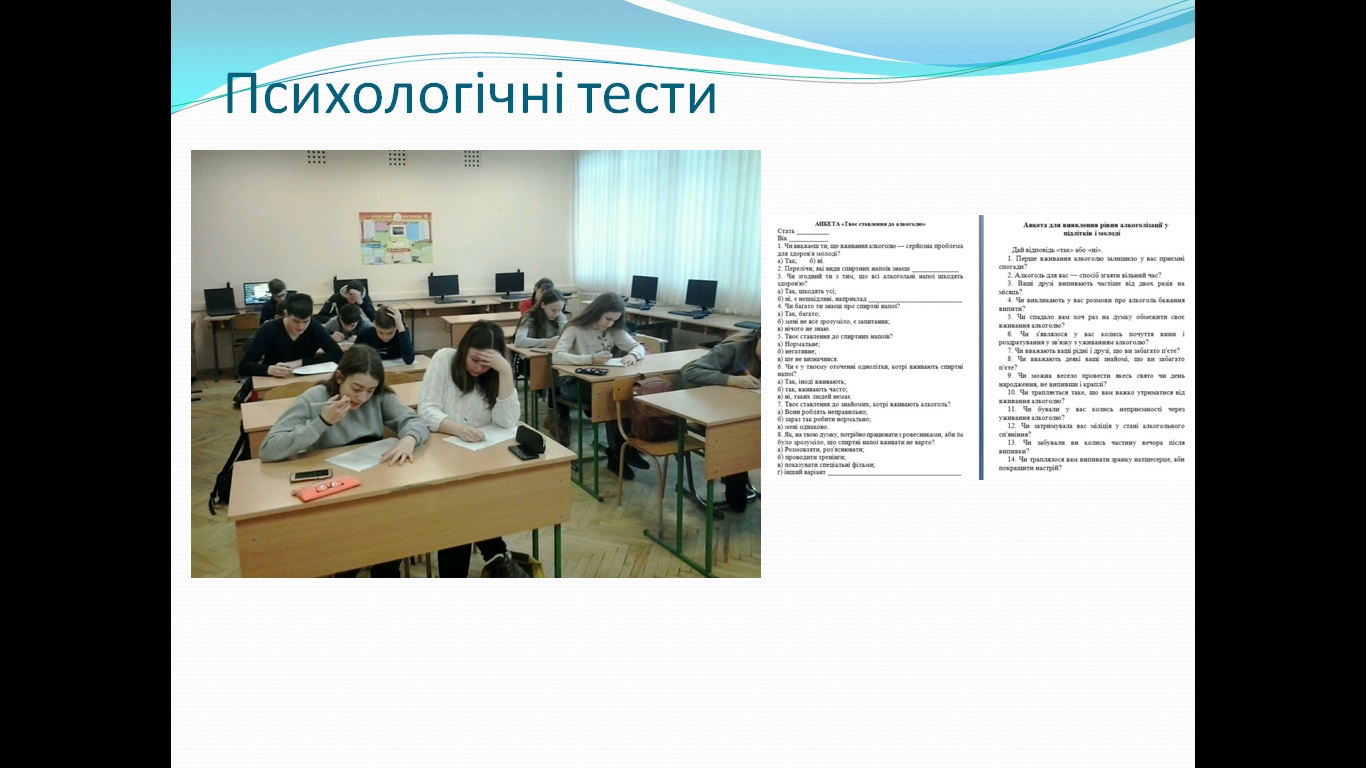 Психологічні тести
АНКЕТА «Твоє ставлення до алкоголю»
Стать __________
Вік __________
1. Чи вважаєш ти, що вживання алкоголю — серйозна проблема
для здоров'я молоді?
а) Так; б) ні.
2. Перелічи, які види спиртних напоїв знаєш ______________
3. Чи згодний ти з тим, що всі алкогольні напої шкодять
здоров'ю?
а) Так, шкодять усі;
б) ні, є нешкідливі, наприклад ____________________________
4. Чи багато ти знаєш про спиртні напої?
а) Так, багато;
б) мені не все зрозуміло, є запитання;
в) нічого не знаю.
5. Твоє ставлення до спиртних напоїв?
а) Нормальне;
б) негативне;
в) ще не визначився.
6. Чи є у твоєму оточенні однолітки, котрі вживають спиртні
напої?
а) Так, іноді вживають;
б) так, вживають часто;
в) ні, таких людей немає.
7. Твоє ставлення до знайомих, котрі вживають алкоголь?
а) Вони роблять неправильно;
б) зараз так робити нормально;
в) мені однаково.
8. Як, на твою думку, потрібно працювати з ровесниками, аби їм
було зрозуміло, що спиртні напої вживати не варто?
а) Розмовляти, роз'яснювати;
б) проводити тренінги;
в) показувати спеціальні фільми;
г) інший варіант ________________________________________
Анкета для виявлення рівня алкоголізації у
підлітків і молоді
Дай відповідь «так» або «ні».
1. Перше вживання алкоголю залишило у вас приємні
спогади?
2. Алкоголь для вас — спосіб згаяти вільний час?
3. Ваші друзі випивають частіше від двох разів на
місяць?
4. Чи викликають у вас розмови про алкоголь бажання
випити?
5. Чи спадало вам хоч раз на думку обмежити своє
вживання алкоголю?
6. Чи з'являлося у вас колись почуття вини і
роздратування у зв'язку з уживанням алкоголю?
7. Чи вважають ваші рідні і друзі, що ви забагато п'єте?
8. Чи вважають деякі ваші знайомі, що ви забагато
п'єте?
9. Чи можна весело провести якесь свято чи день
народження, не випивши і краплі?
10. Чи трапляється таке, що вам важко утриматися від
вживання алкоголю?
11. Чи бували у вас колись неприємності через
уживання алкоголю?
12. Чи затримувала вас міліція у стані алкогольного
сп'яніння?
13. Чи забували ви колись частину вечора після
випивки?
14. Чи траплялося вам випивати зранку натщесерце, аби
покращити настрій?